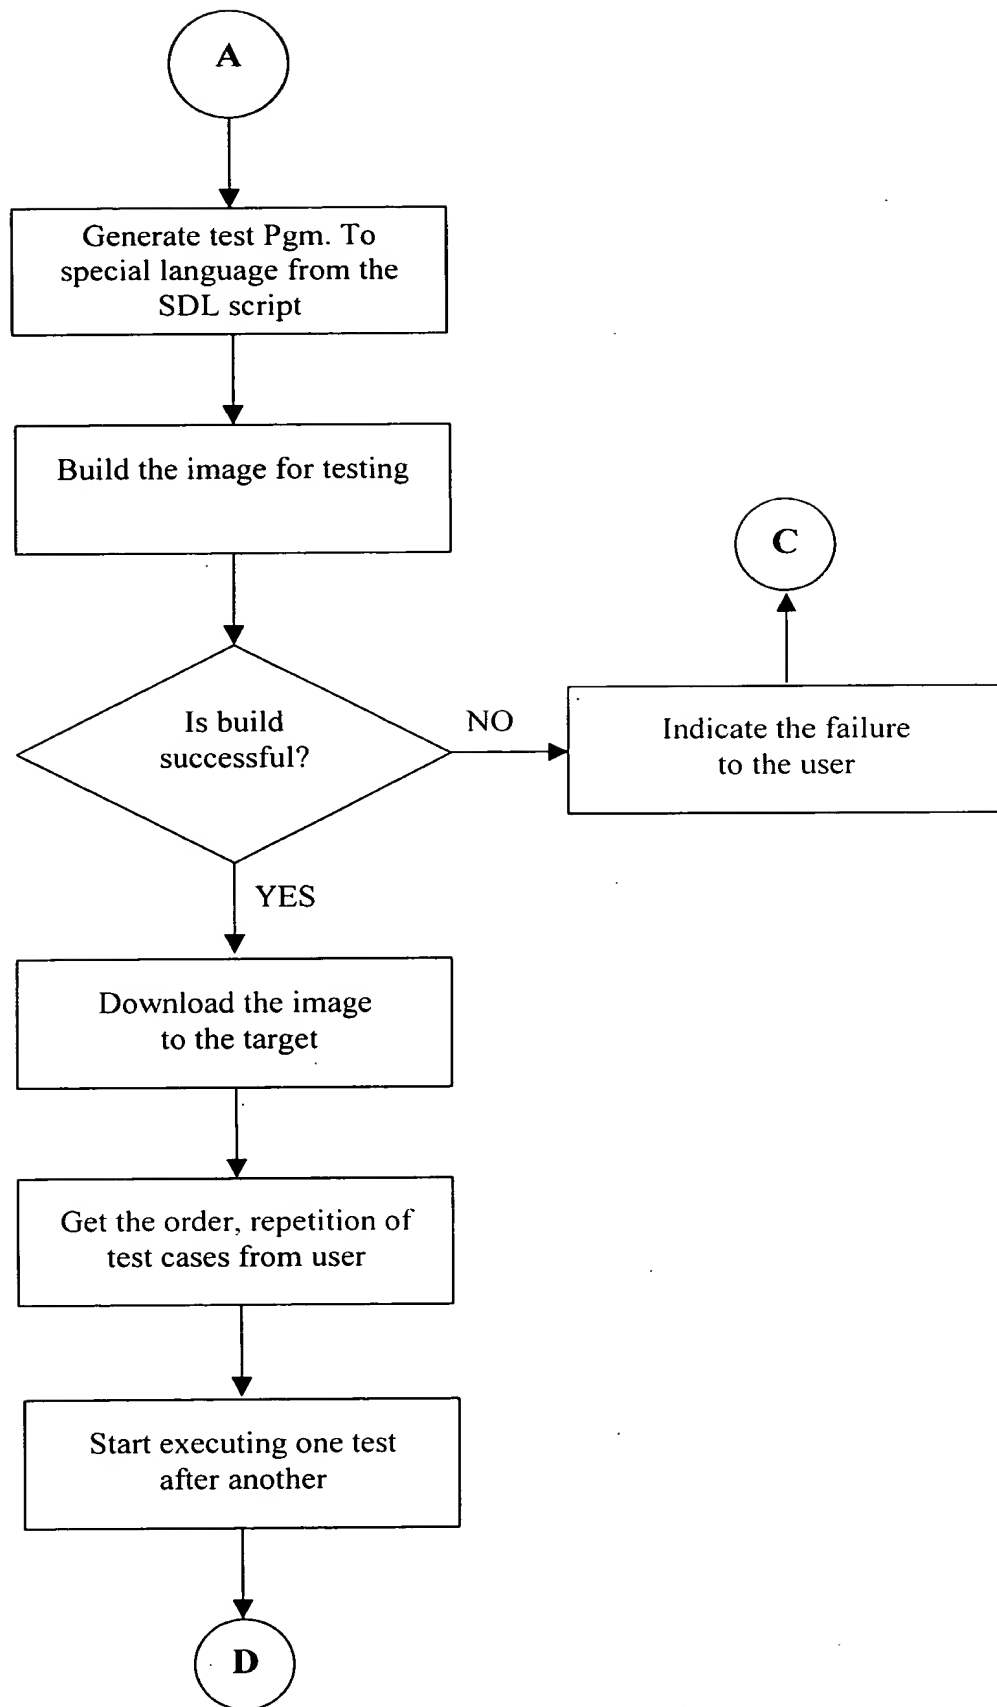 A
Generate test Pgm. To
special language from the
SDL script
Build the image for testing
C
Is build
successful?
NO
Indicate the failure
to the user
YES
Download the image
to the target
Get the order, repetition of
test cases from user
Start executing one test
after another
D